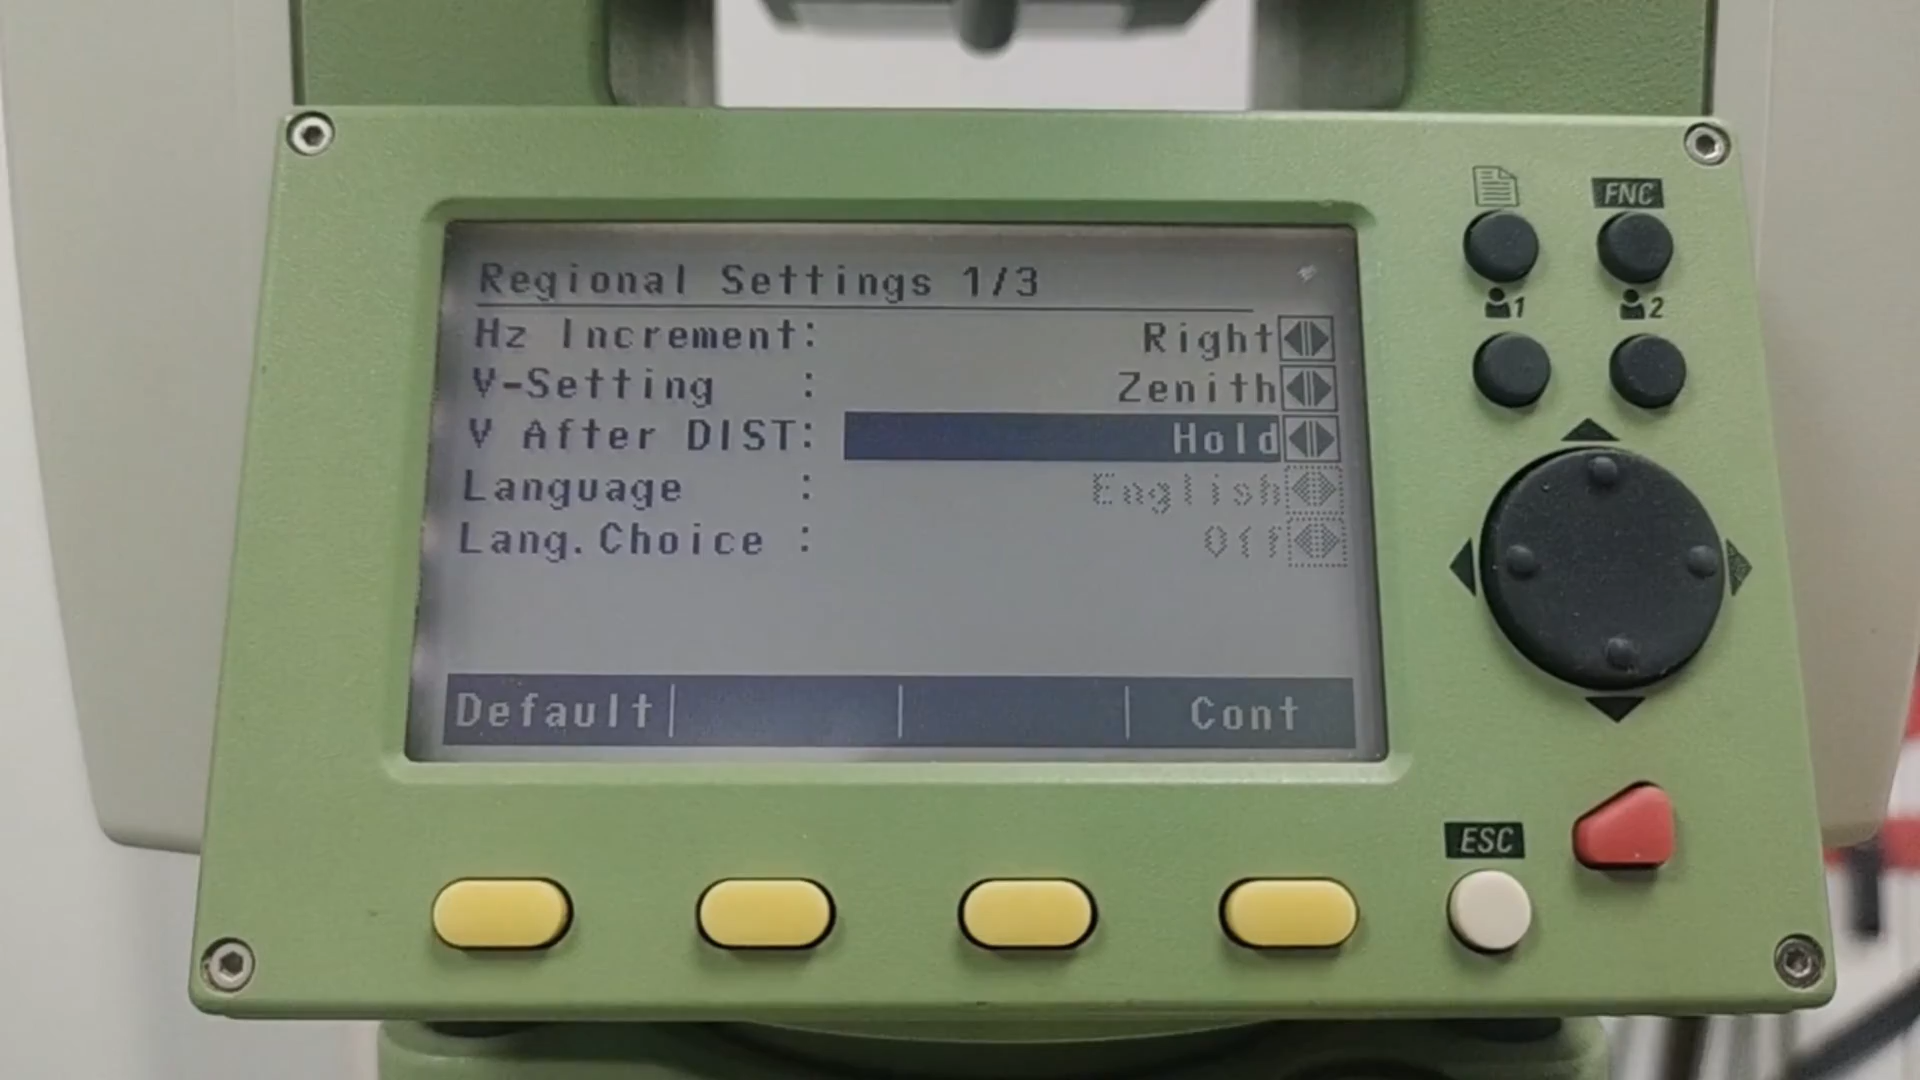 Regional Settings 1/3
Hz Increment: Right
V-Setting : Zenith
V After DIST: Hold
Language : English
Lang.Choice : Off
Default Cont
FNC
1 2
ESC